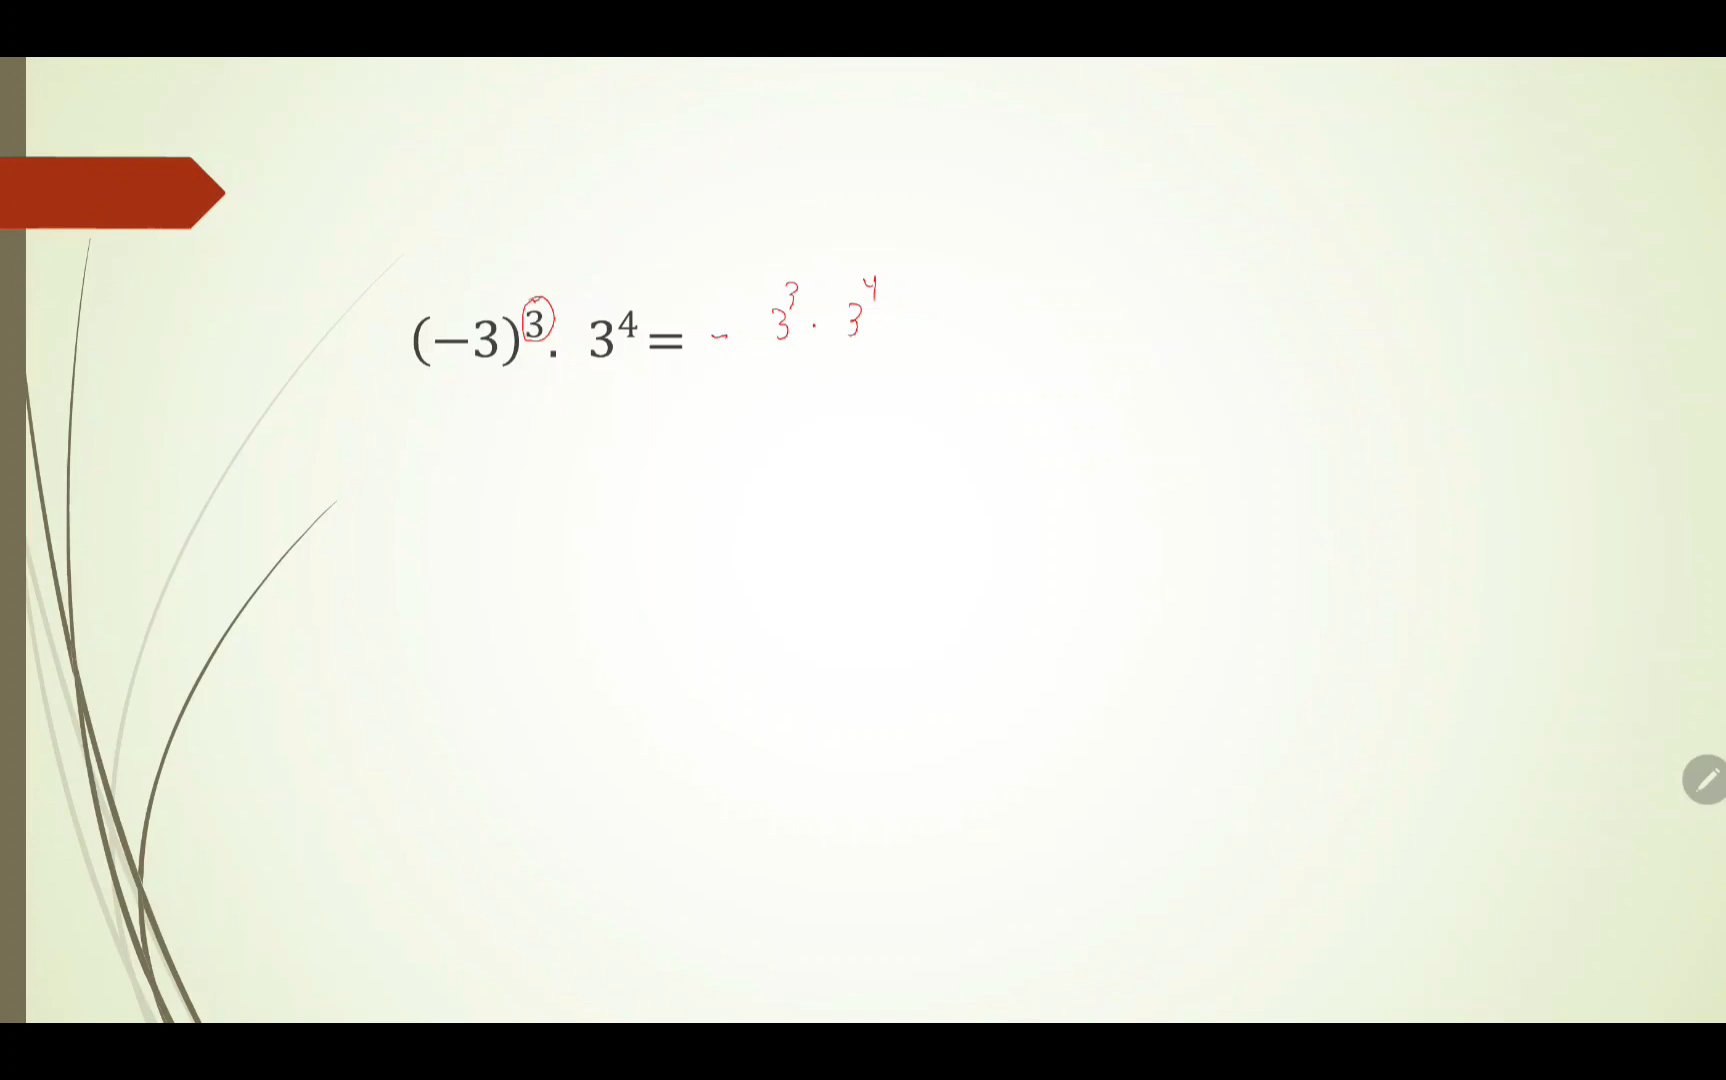 (−3)³. 3⁴ = - 3³ . 3⁴